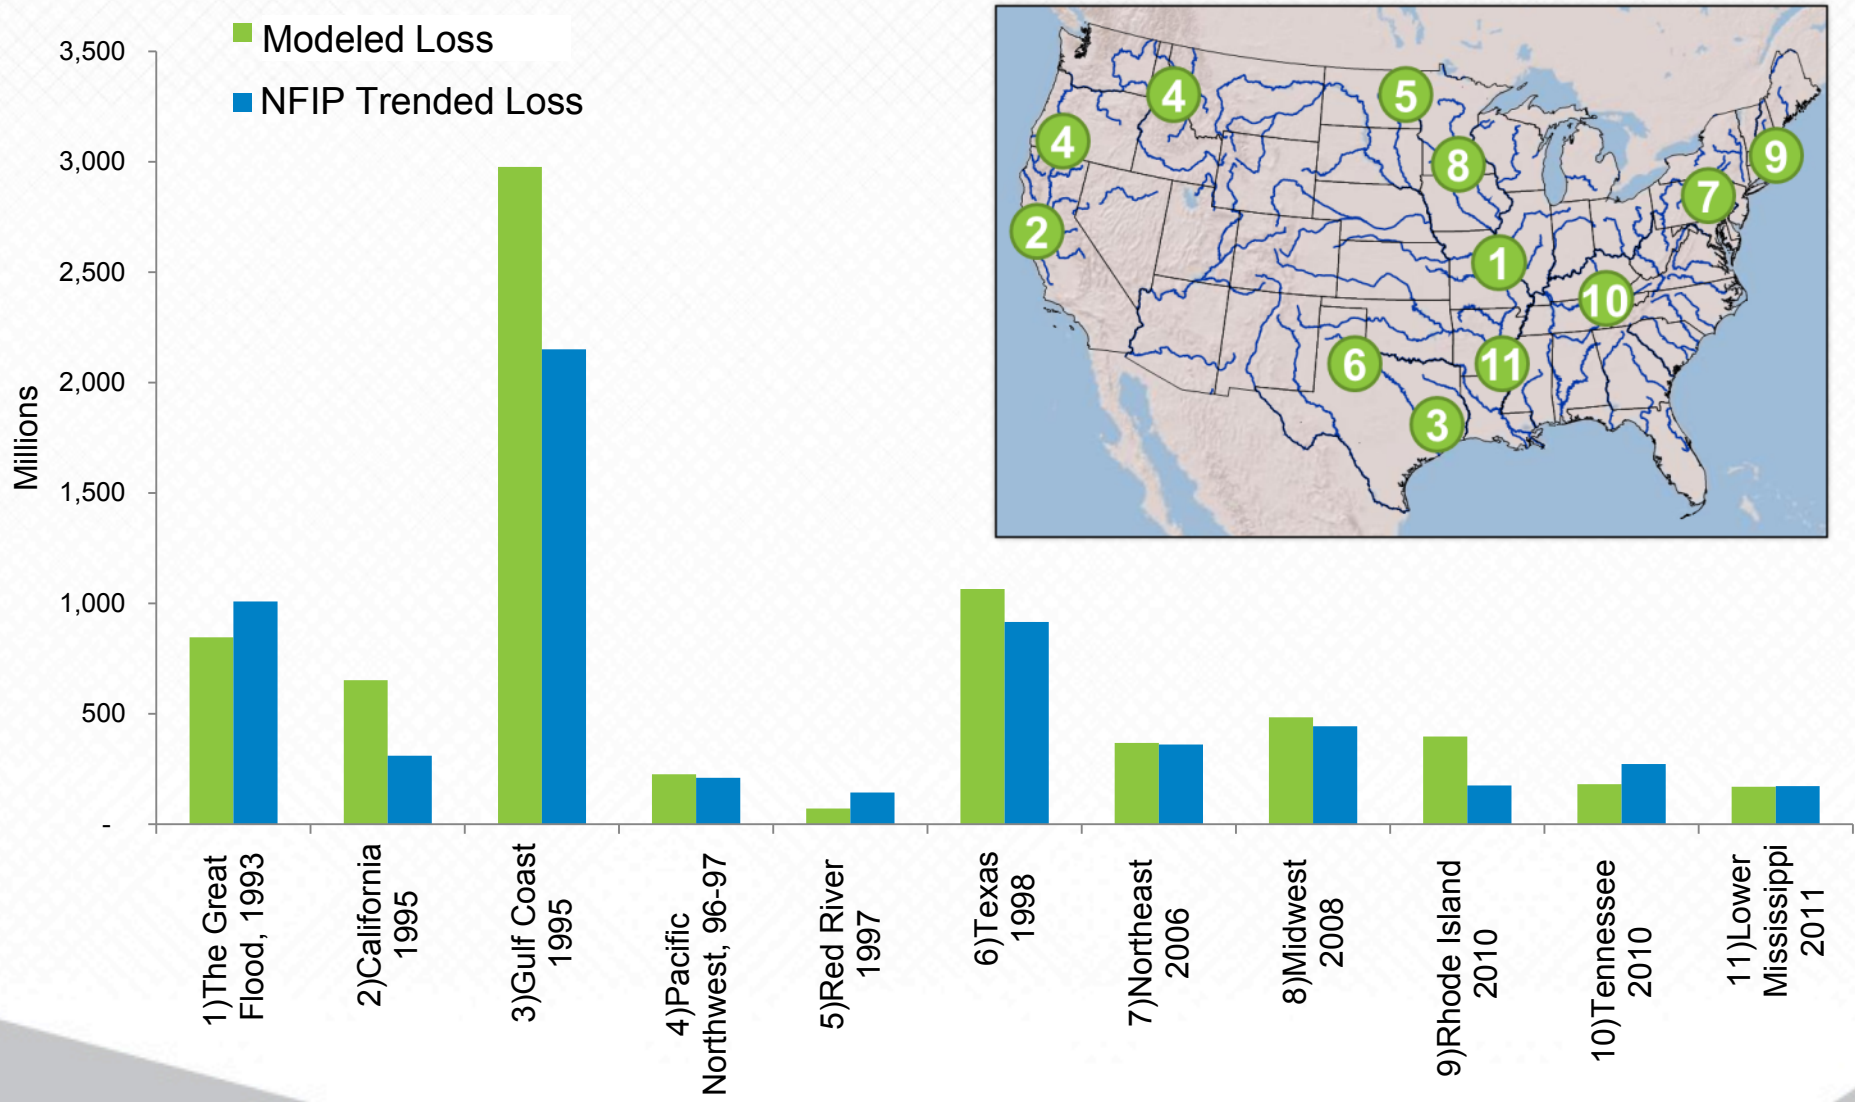 Modeled Loss
NFIP Trended Loss
3,500
3,000
2,500
2,000
1,500
1,000
500
-
Millions
1)The Great
Flood, 1993
2)California
1995
3)Gulf Coast
1995
4)Pacific
Northwest, 96-97
5)Red River
1997
6)Texas
1998
7)Northeast
2006
8)Midwest
2008
9)Rhode Island
2010
10)Tennessee
2010
11)Lower
Mississippi
2011
4
5
4
8
9
7
2
1
10
6
11
3